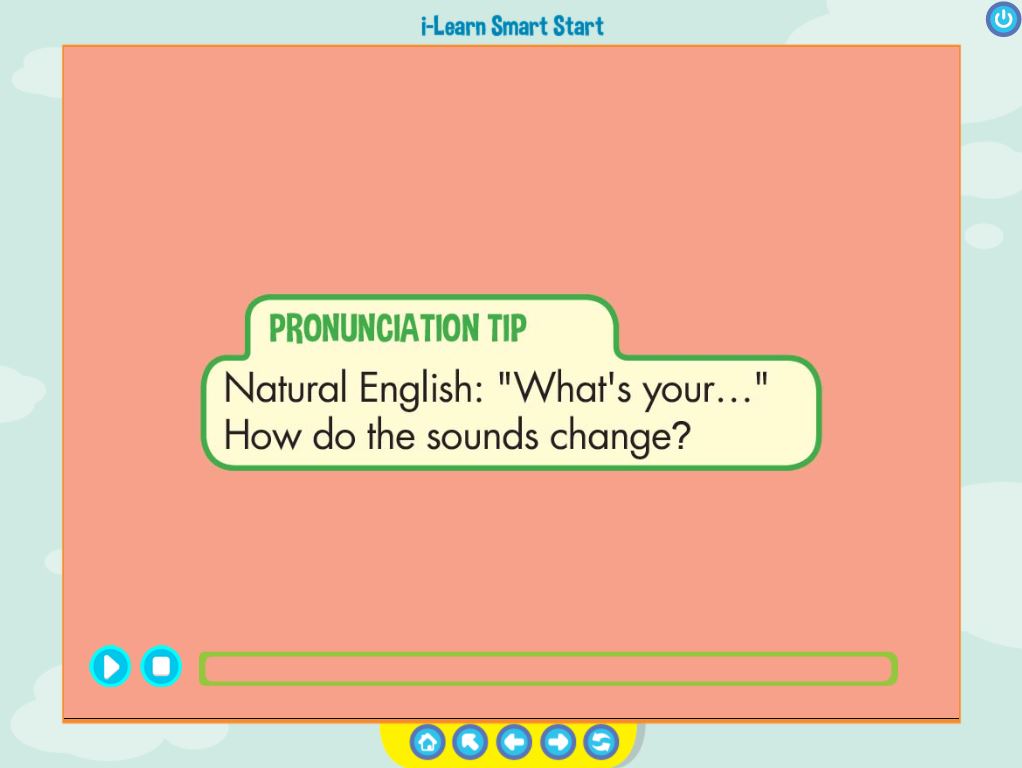 i-Learn Smart Start
PRONUNCIATION TIP
Natural English: "What's your..."
How do the sounds change?